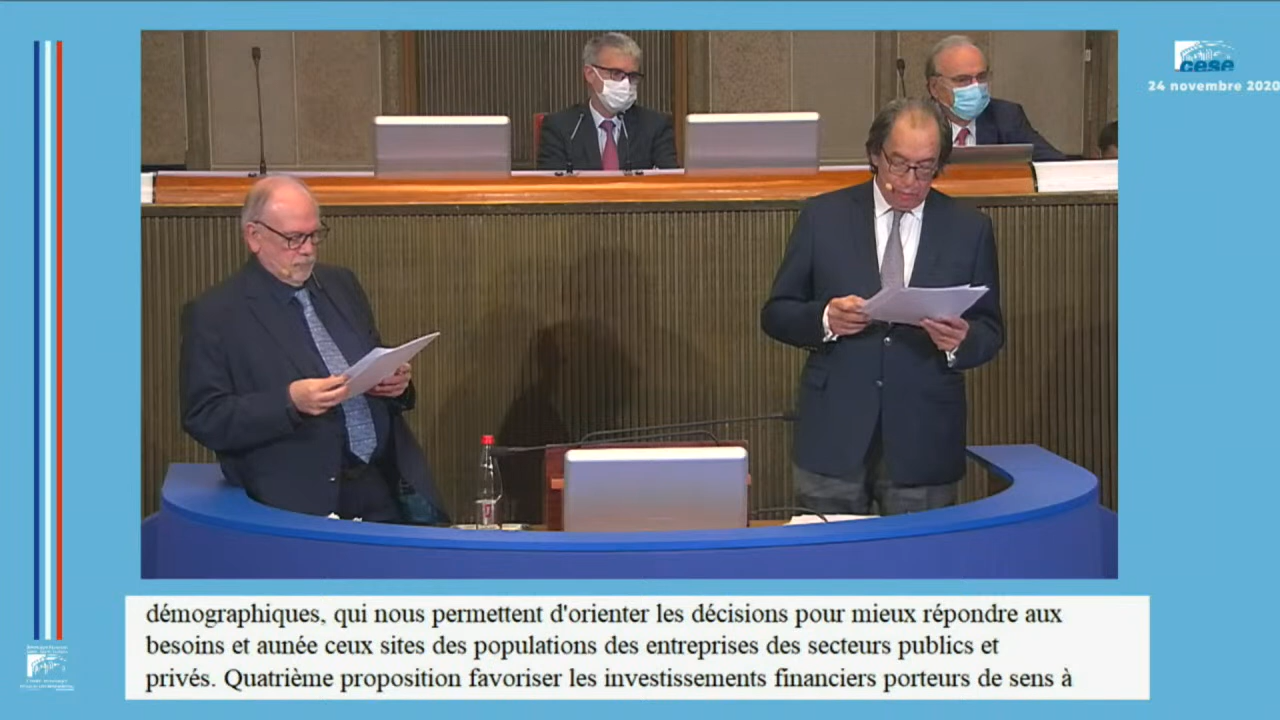 cese
24 novembre 2020
démographiques, qui nous permettent d'orienter les décisions pour mieux répondre aux
besoins et aunée ceux sites des populations des entreprises des secteurs publics et
privés. Quatrième proposition favoriser les investissements financiers porteurs de sens à